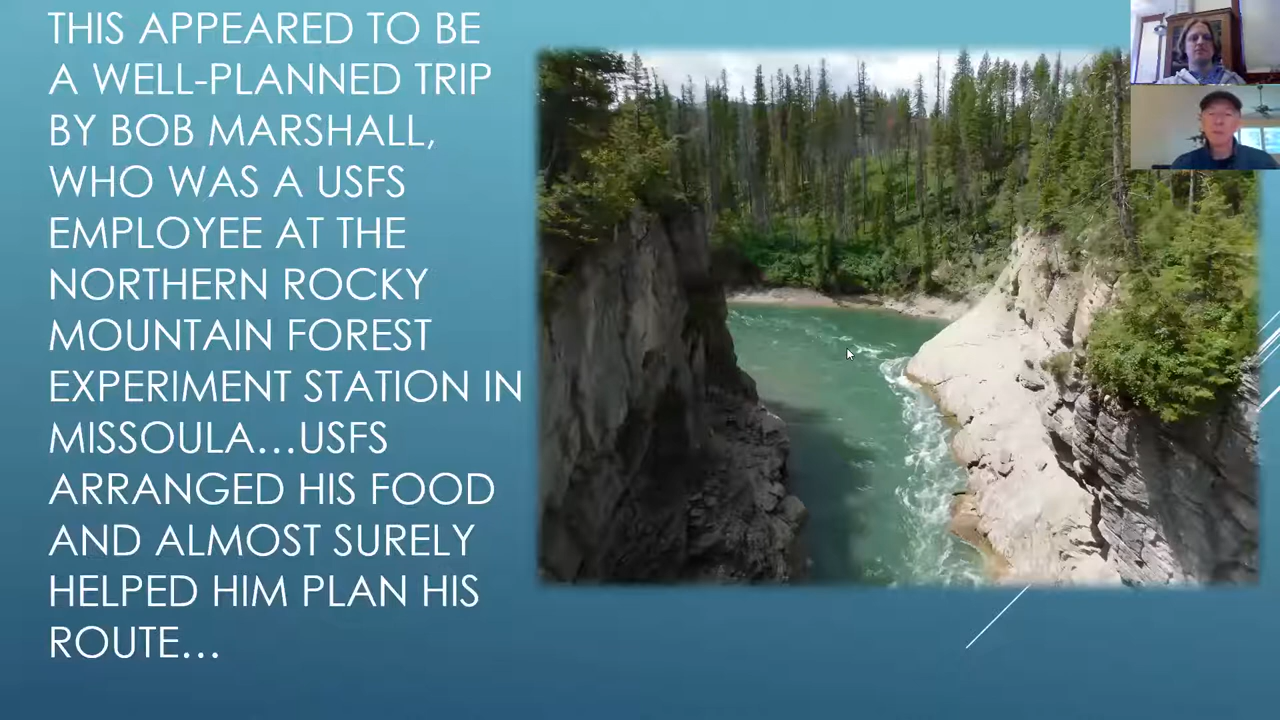 THIS APPEARED TO BE
A WELL-PLANNED TRIP
BY BOB MARSHALL,
WHO WAS A USFS
EMPLOYEE AT THE
NORTHERN ROCKY
MOUNTAIN FOREST
EXPERIMENT STATION IN
MISSOULA…USFS
ARRANGED HIS FOOD
AND ALMOST SURELY
HELPED HIM PLAN HIS
ROUTE…